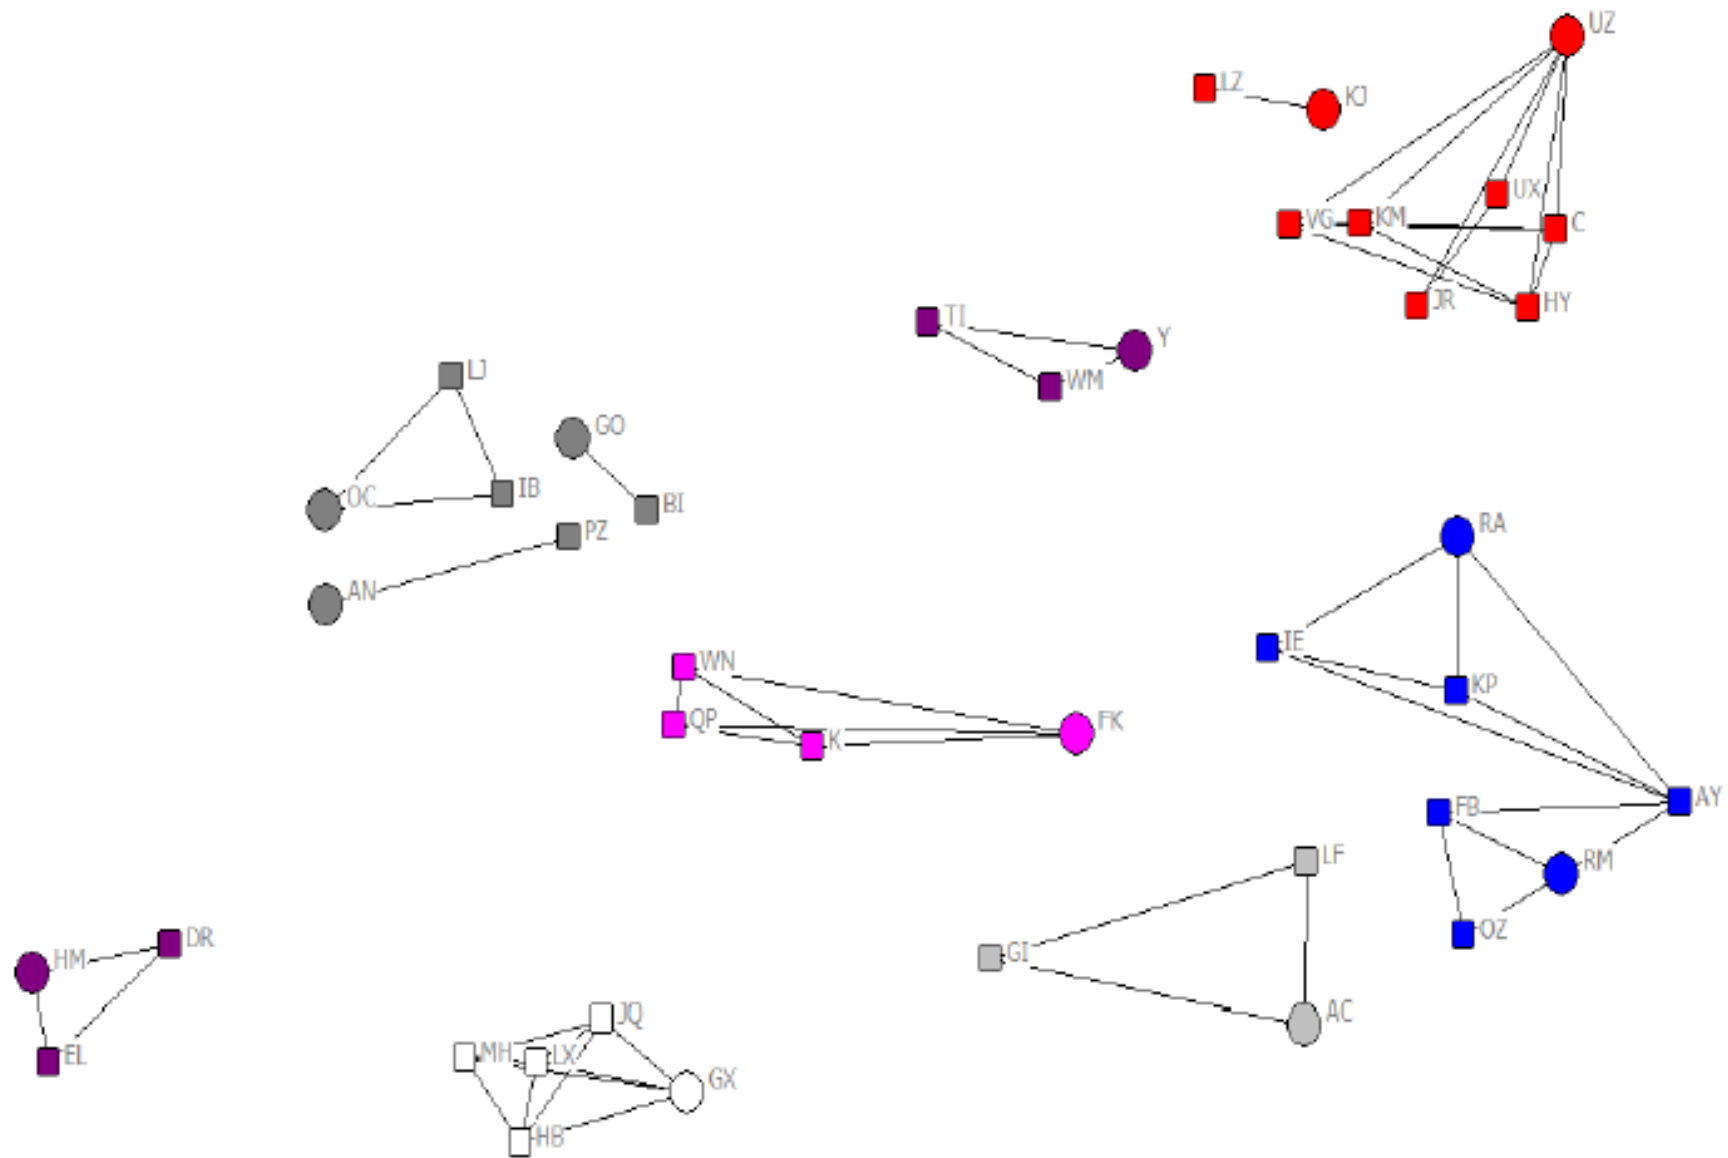 UZ
LZ
KJ
UX
VG
KM
C
JR
HY
TI
Y
WM
LJ
GO
OC
IB
BI
PZ
AN
RA
IE
KP
WN
QP
K
FK
AY
FB
RM
LF
OZ
GI
AC
DR
HM
EL
JQ
MH
LX
GX
HB